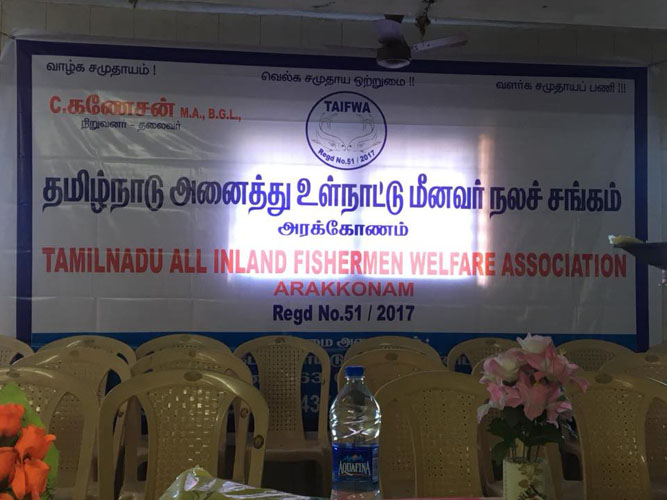 வாழ்க சமுதாயம் !
வெல்க சமுதாய ஒற்றுமை !!
வளர்க சமுதாயப் பணி !!!
C.கணேசன் M.A., B.G.L.,
நிறுவனர் - தலைவர்
TAIFWA
Regd No.51 / 2017
தமிழ்நாடு அனைத்து உள்நாட்டு மீனவர் நலச் சங்கம்
அரக்கோணம்
TAMILNADU ALL INLAND FISHERMEN WELFARE ASSOCIATION
ARAKKONAM
Regd No.51 / 2017
AQUAFINA